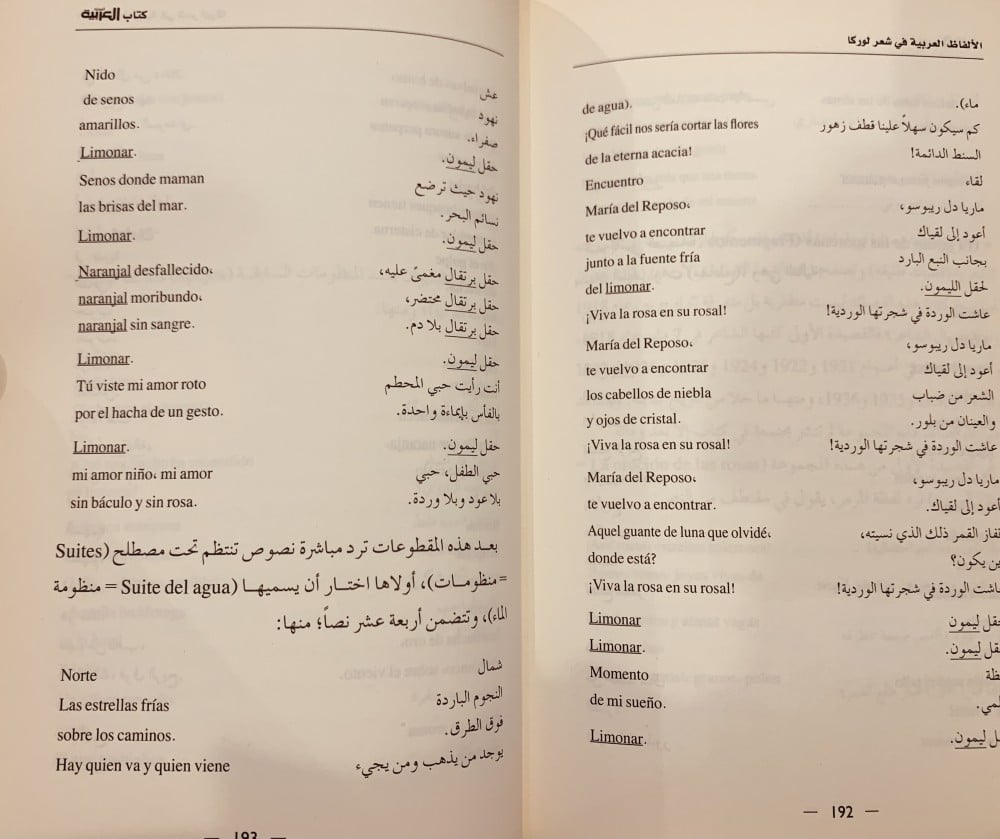 الألفاظ العربية في شعر لوركا
de agua). ماء).
¡Qué fácil nos sería cortar las flores كم سيكون سهلاً علينا قطف زهور
de la eterna acacia! السنط الدائمة!
Encuentro لقاء
María del Reposo، ماريا دل ريبوسو،
te vuelvo a encontrar أعود إلى لقياك
junto a la fuente fría بجانب النبع البارد
del limonar. لحقل الليمون.
¡Viva la rosa en su rosal! عاشت الوردة في شجرتها الوردية!
María del Reposo، ماريا دل ريبوسو،
te vuelvo a encontrar أعود إلى لقياك
los cabellos de niebla الشعر من ضباب
y ojos de cristal. والعينان من بلور.
¡Viva la rosa en su rosal! عاشت الوردة في شجرتها الوردية!
María del Reposo، ماريا دل ريبوسو،
te vuelvo a encontrar. أعود إلى لقياك.
Aquel guante de luna que olvidé، القمر ذلك الذي نسيته،
donde está? يكون؟
¡Viva la rosa en su rosal! الوردة في شجرتها الوردية!
Limonar ليمون
Limonar. ليمون.
Momento
de mi sueño.
Limonar. ليمون.
— 192 —
كتاب العربية
Nido عش
de senos نهود
amarillos. صفراء.
Limonar. حقل ليمون.
Senos donde maman نهود حيث ترضع
las brisas del mar. نسائم البحر.
Limonar. حقل ليمون.
Naranjal desfallecido، حقل برتقال مغمىً عليه،
naranjal moribundo، حقل برتقال محتضر،
naranjal sin sangre. حقل برتقال بلا دم.
Limonar. حقل ليمون.
Tú viste mi amor roto أنت رأيت حبي المحطم
por el hacha de un gesto. بالفأس بإيماءة واحدة.
Limonar. حقل ليمون.
mi amor niño، mi amor حبي الطفل، حبي
sin báculo y sin rosa. بلا عود وبلا وردة.
بعد هذه المقطوعات ترد مباشرة نصوص تنتظم تحت مصطلح (Suites
=منظومات)، أولاها اختار أن يسميها (Suite del agua = منظومة
الماء)، وتتضمن أربعة عشر نصاً؛ منها:
Norte شمال
Las estrellas frías النجوم الباردة
sobre los caminos. فوق الطرق.
Hay quien va y quien viene يوجد من يذهب ومن يجيء
— 193 —